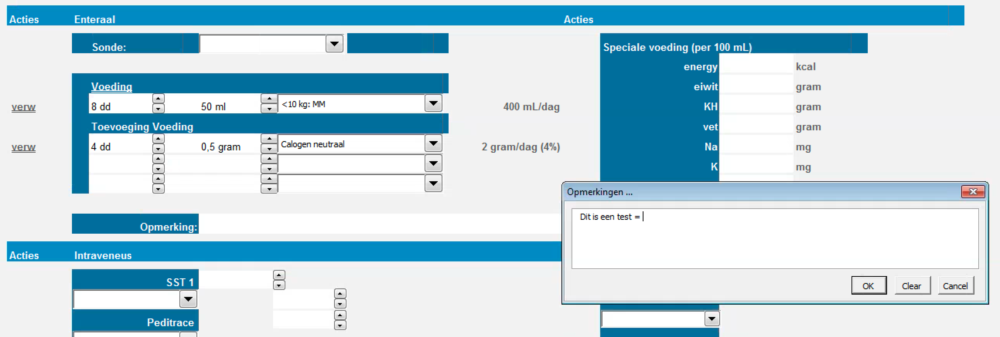 Acties Enteraal Acties
Sonde:
Speciale voeding (per 100 mL)
energy kcal
Voeding
eiwit gram
verw 8 dd 50 ml <10 kg: MM 400 mL/dag
KH gram
Toevoeging Voeding
vet gram
verw 4 dd 0,5 gram Calogen neutraal 2 gram/dag (4%)
Na mg
K mg
Opmerkingen ...
Dit is een test =
OK Clear Cancel
Opmerking:
Acties Intraveneus
SST 1
Peditrace